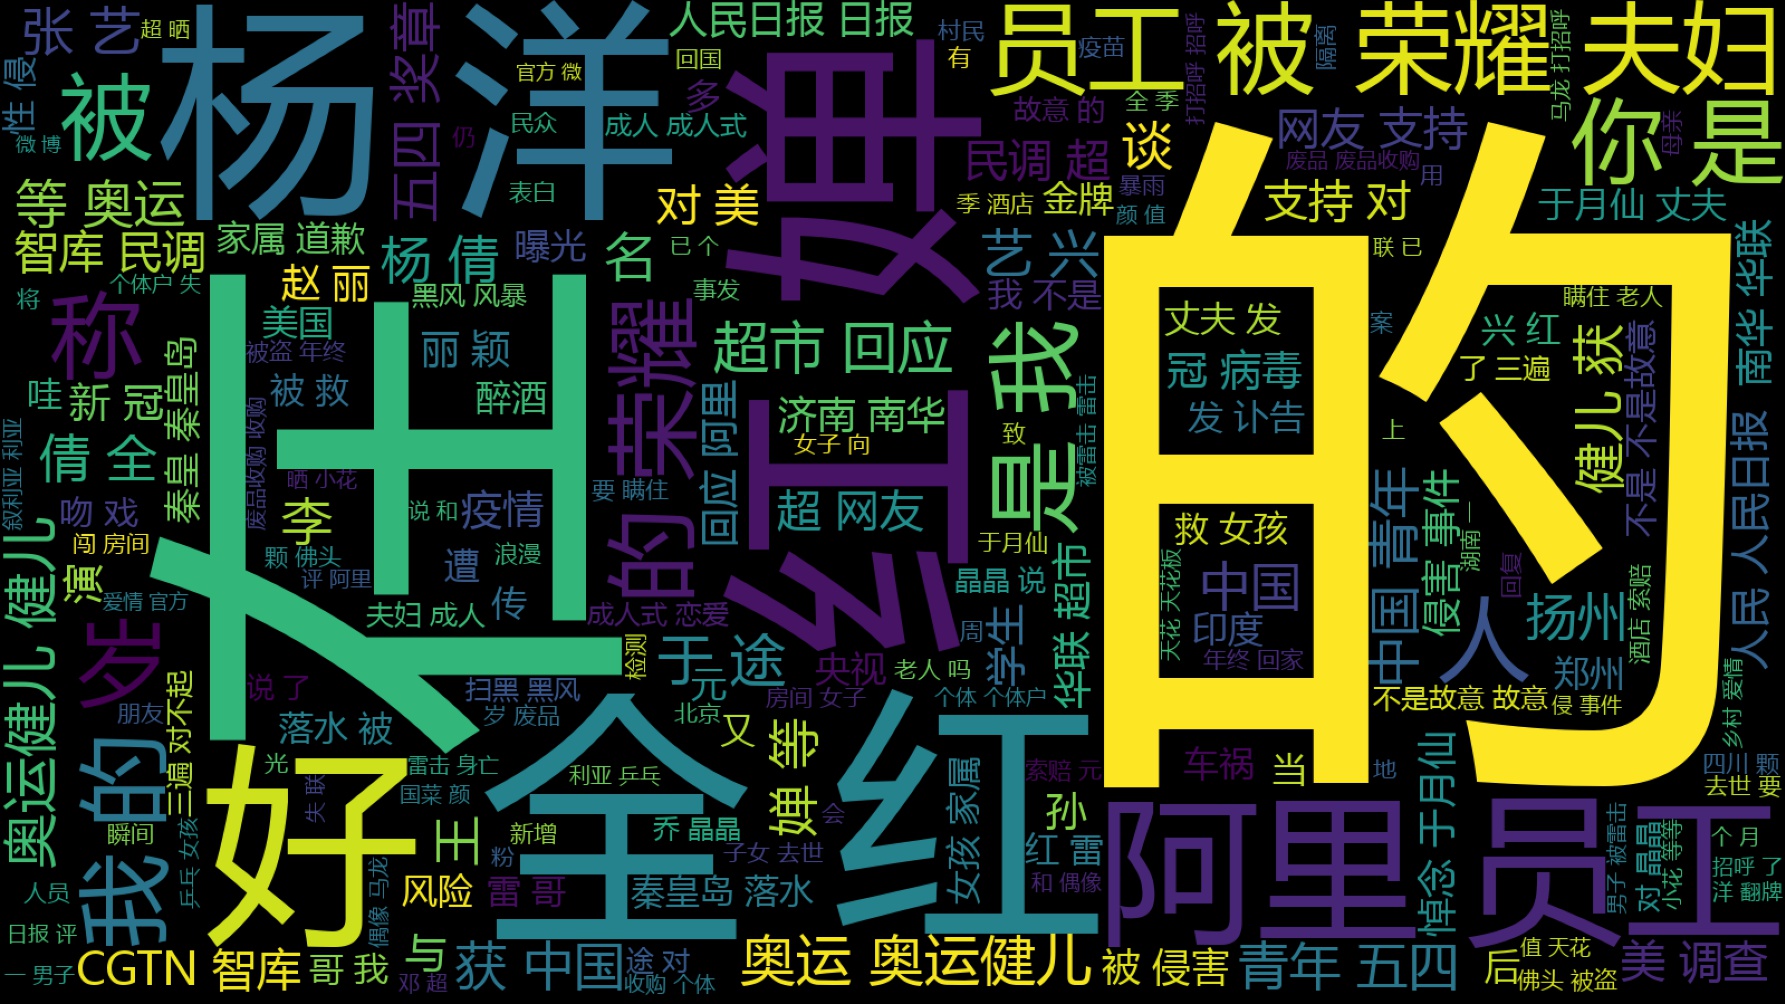 张 艺
超 晒
杨 洋
五四 奖章
人民日报 日报
回国
官方 微
多
民众
仍
成人 成人式
表白
对 美
红 婵
村民
有
疫苗
员工 被 荣耀 夫妇
故意 的
全 季
打招呼 招呼
隔离
马龙 打招呼
民调 超
谈
网友 支持
你 是
母亲
废品 废品收购
用
暴雨
颜 值
季 酒店
金牌
支持 对
于月仙 丈夫
性 侵
微 博
被
等 奥运
智库 民调
家属 道歉
杨 倩
曝光
名
已 个
事发
艺 兴
我 不是
联 已
南华 华联
个体户 失
将
称
赵 丽
黑风 风暴
美国
被盗 年终
丽 颖
的 荣耀
超市 回应
是 我
的
丈夫 发
冠 病毒
发 讣告
案
瞒住 老人
兴 红
了 三遍
健儿 获
不是 不是故意
哇
新 冠
秦皇 秦皇岛
被 救
醉酒
在
回应 阿里
济南 南华
女子 向
致
被雷击 雷击
上
叙利亚 利亚
倩 全
废品收购 收购
晒 小花
说 和
疫情
要 瞒住
超 网友
救 女孩
中国 青年
侵害 事件
湖南 一
人民 人民日报
吻 戏
李
闯 房间
颗 佛头
遭
浪漫
于月仙
天花 天花板
中国
回复
演
评 阿里
晶晶 说
爱情 官方
夫妇 成人
传
成人式 恋爱
周
学生
华联 超市
印度
年终 回家
人
扬州
酒店 索赔
奥运健儿 健儿
岁
检测
于 途
央视
老人 吗
郑州
说 了
扫黑 黑风
元
房间 女子
个体 个体户
不是故意 故意
侵 事件
乡村 爱情
朋友
对不起
三遍
落水 被
岁 废品
北京
又
婵 等
我 的
光
雷击 身亡
利亚 乒乓
女孩 家属
索赔 元
车祸
当
地
悼念 于月仙
四川 颗
去世 要
好
失 联
国菜 颜
全 红
瞬间
乒乓 女孩
王
新增
乔 晶晶
会
孙
阿里 员工
男子 被雷击
对 晶晶
小花 等等
个 月
粉
子女 去世
红 雷
招呼 了
人员
偶像 马龙
风险
雷 哥
秦皇岛 落水
和 偶像
洋 翻牌
日报 评
一 男子
CGTN 智库
哥 我
与
邓 超
获 中国
途 对
收购 个体
奥运 奥运健儿
被 侵害
青年 五四
后
值 天花
佛头 被盗
美 调查